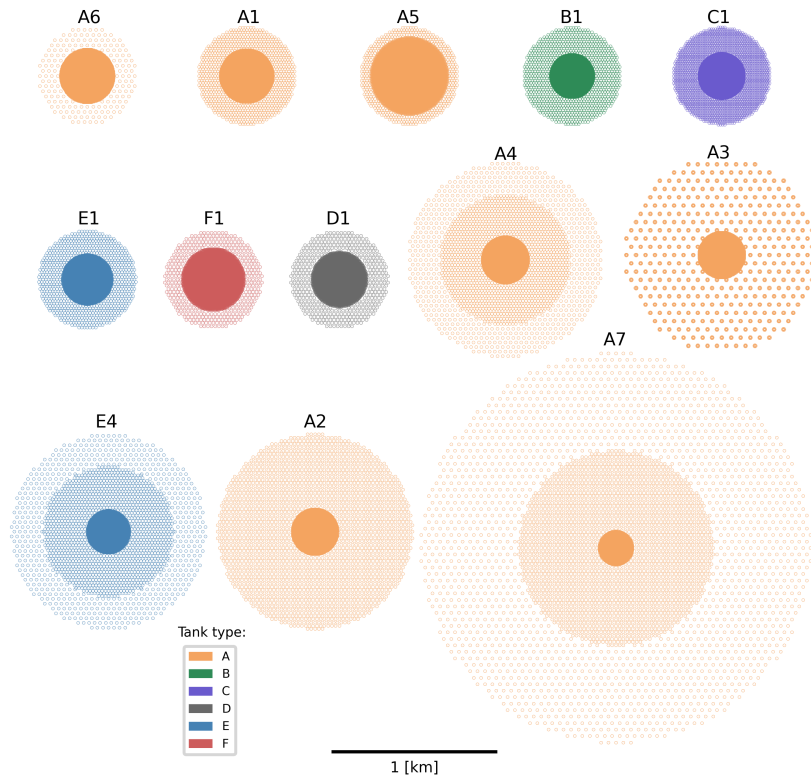 A6 A1 A5 B1 C1
A4 A3
E1 F1 D1
A7
E4 A2
Tank type:
A
B
C
D
E
F
1 [km]